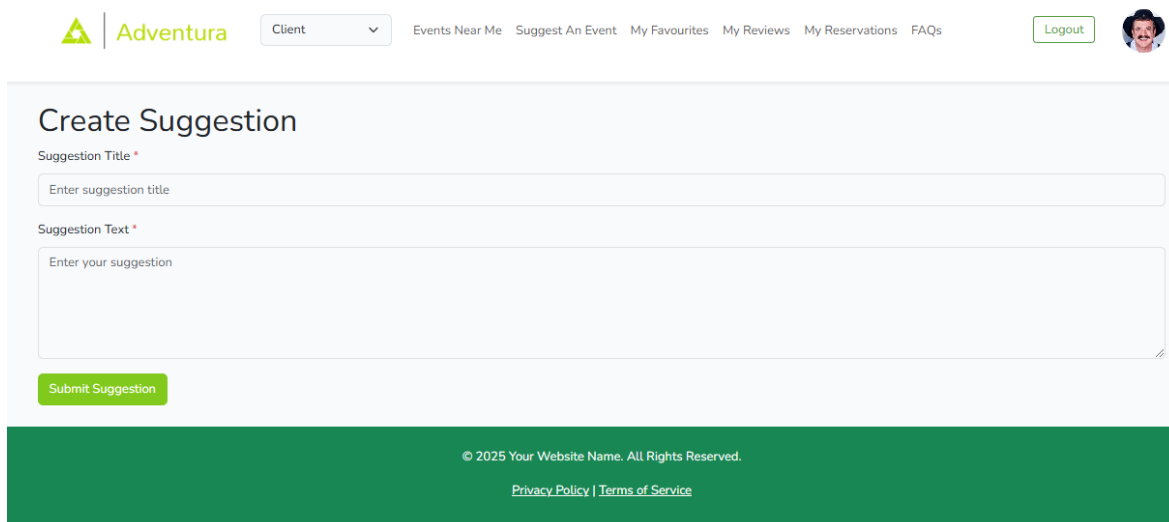 Adventura Client Events Near Me Suggest An Event My Favourites My Reviews My Reservations FAQs Logout
Create Suggestion
Suggestion Title *
Enter suggestion title
Suggestion Text *
Enter your suggestion
Submit Suggestion
© 2025 Your Website Name. All Rights Reserved.
Privacy Policy | Terms of Service